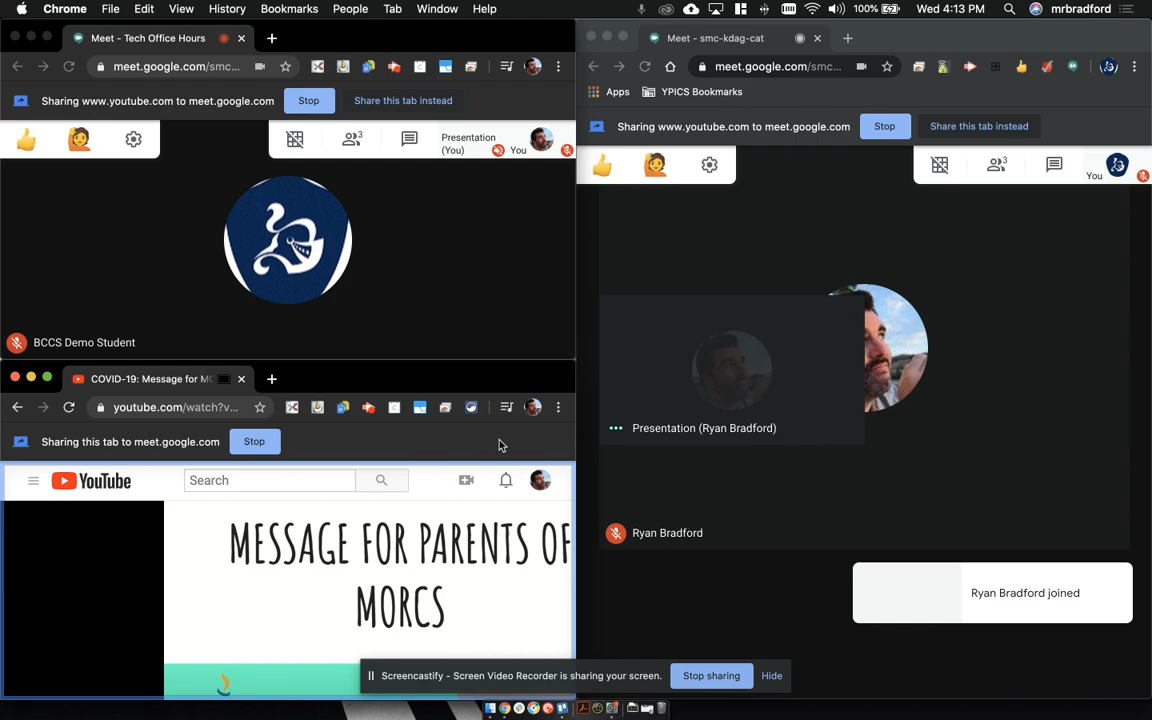 Chrome File Edit View History Bookmarks People Tab Window Help 100% Wed 4:13 PM mrbradford
Meet - Tech Office Hours
meet.google.com/smc...
Sharing www.youtube.com to meet.google.com Stop Share this tab instead
3 Presentation (You) You
BCCS Demo Student
COVID-19: Message for M
youtube.com/watch?v...
Sharing this tab to meet.google.com Stop
YouTube Search
MESSAGE FOR PARENTS OF
MORCS
Meet - smc-kdag-cat
meet.google.com/smc...
Apps YPICS Bookmarks
Sharing www.youtube.com to meet.google.com Stop Share this tab instead
3 You
Presentation (Ryan Bradford)
Ryan Bradford
Ryan Bradford joined
Screencastify - Screen Video Recorder is sharing your screen. Stop sharing Hide